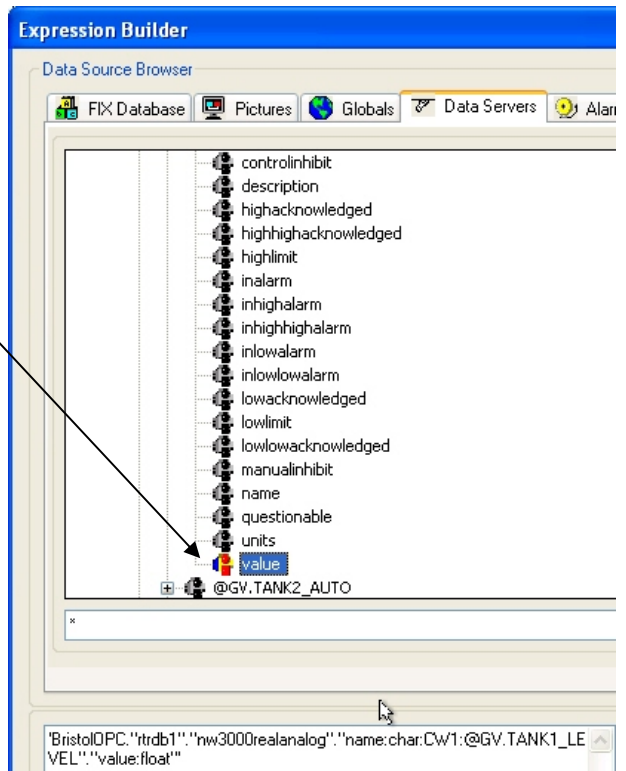 Expression Builder
Data Source Browser
FIX Database Pictures Globals Data Servers Alar
controlinhibit
description
highacknowledged
highhighacknowledged
highlimit
inalarm
inhighalarm
inhighhighalarm
inlowalarm
inlowlowalarm
lowacknowledged
lowlimit
lowlowacknowledged
manualinhibit
name
questionable
units
value
@GV.TANK2_AUTO
*
'BristolOPC."rtrdb1"."nw3000realanalog"."name:char:CW1:@GV.TANK1_LE
VEL"."value:float"'